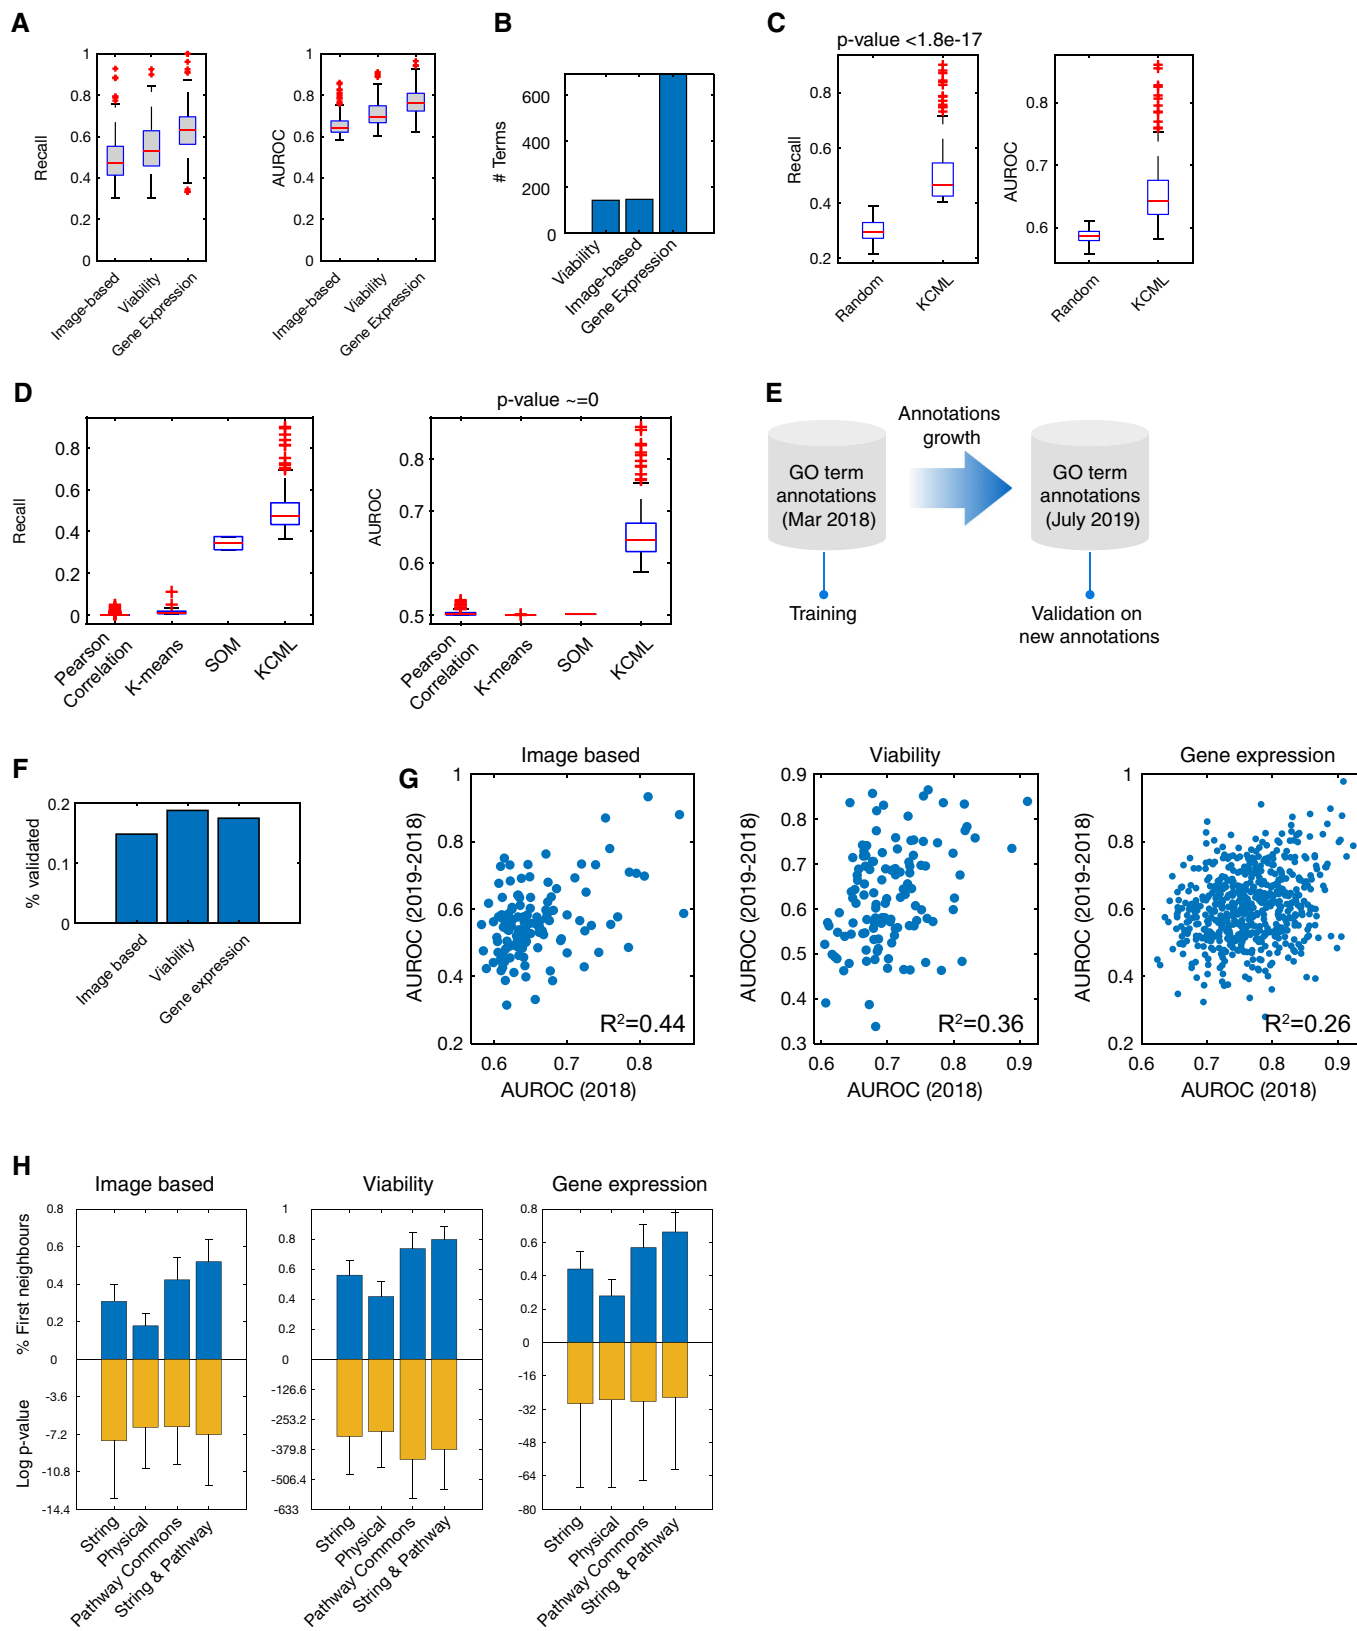 A
Recall
1
0.8
0.6
0.4
0.2
0
Image-based
Viability
Gene Expression
AUROC
1
0.8
0.6
0.4
0.2
0
Image-based
Viability
Gene Expression
B
# Terms
600
400
200
0
Viability
Image-based
Gene Expression
C
p-value <1.8e-17
Recall
0.8
0.6
0.4
0.2
Random
KCML
AUROC
0.8
0.7
0.6
Random
KCML
D
Recall
0.8
0.6
0.4
0.2
0
Pearson
Correlation
K-means
SOM
KCML
p-value ~=0
AUROC
0.8
0.7
0.6
0.5
Pearson
Correlation
K-means
SOM
KCML
E
GO term
annotations
(Mar 2018)
Annotations
growth
GO term
annotations
(July 2019)
Training
Validation on
new annotations
F
% validated
0.2
0.1
0
Image based
Viability
Gene expression
G
Image based
AUROC (2019-2018)
1
0.8
0.6
0.4
0.2
R²=0.44
0.6
0.7
0.8
AUROC (2018)
Viability
AUROC (2019-2018)
0.9
0.8
0.7
0.6
0.5
0.4
0.3
R²=0.36
0.6
0.7
0.8
0.9
AUROC (2018)
Gene expression
AUROC (2019-2018)
1
0.8
0.6
0.4
0.2
R²=0.26
0.6
0.7
0.8
0.9
AUROC (2018)
H
Image based
% First neighbours
Log p-value
0.8
0.6
0.4
0.2
0
-3.6
-7.2
-10.8
-14.4
String
Physical
Pathway Commons
String & Pathway
Viability
1
0.8
0.6
0.4
0.2
0
-126.6
-253.2
-379.8
-506.4
-633
String
Physical
Pathway Commons
String & Pathway
Gene expression
0.8
0.6
0.4
0.2
0
-16
-32
-48
-64
-80
String
Physical
Pathway Commons
String & Pathway